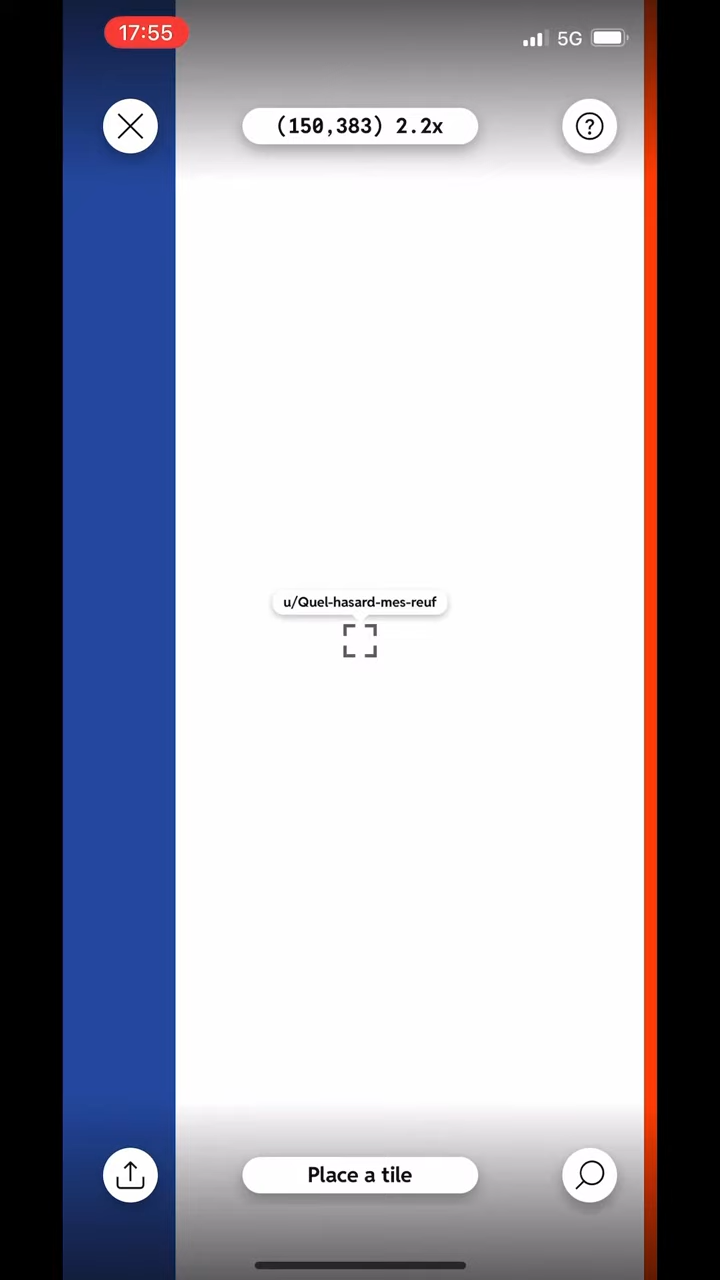 17:55
5G
(150,383) 2.2x
u/Quel-hasard-mes-reuf
Place a tile